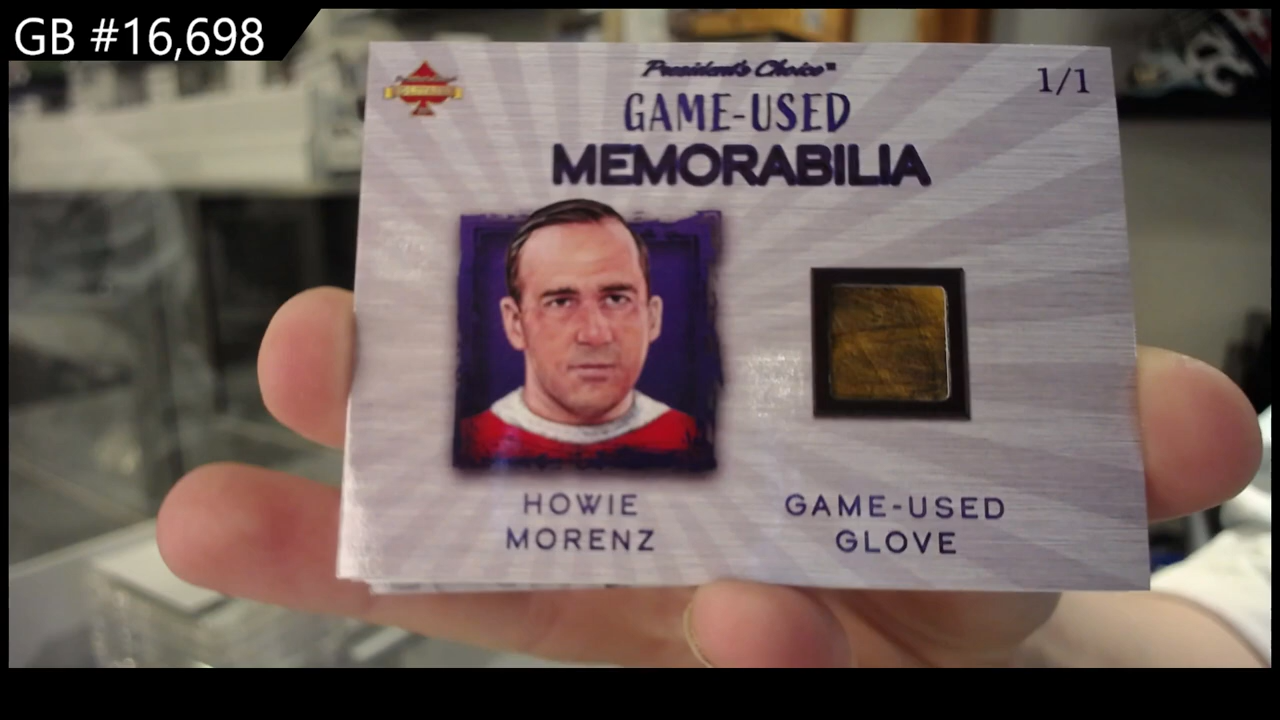 GB #16,698
President's Choice
1/1
GAME-USED
MEMORABILIA
HOWIE
MORENZ
GAME-USED
GLOVE